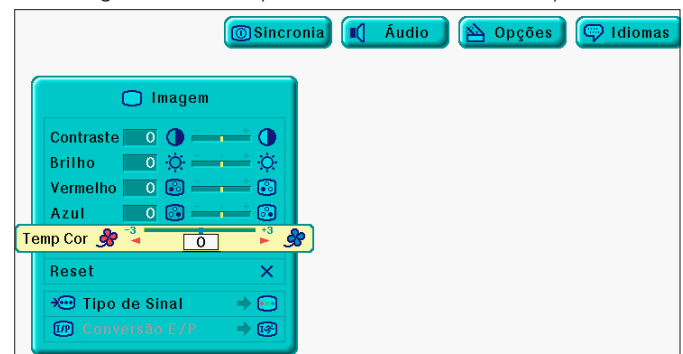 Sincronia Áudio Opções Idiomas
Imagem
Contraste 0
Brilho 0
Vermelho 0
Azul 0
Temp Cor -3 0 +3
Reset
Tipo de Sinal
I/P Conversão E/P I/P